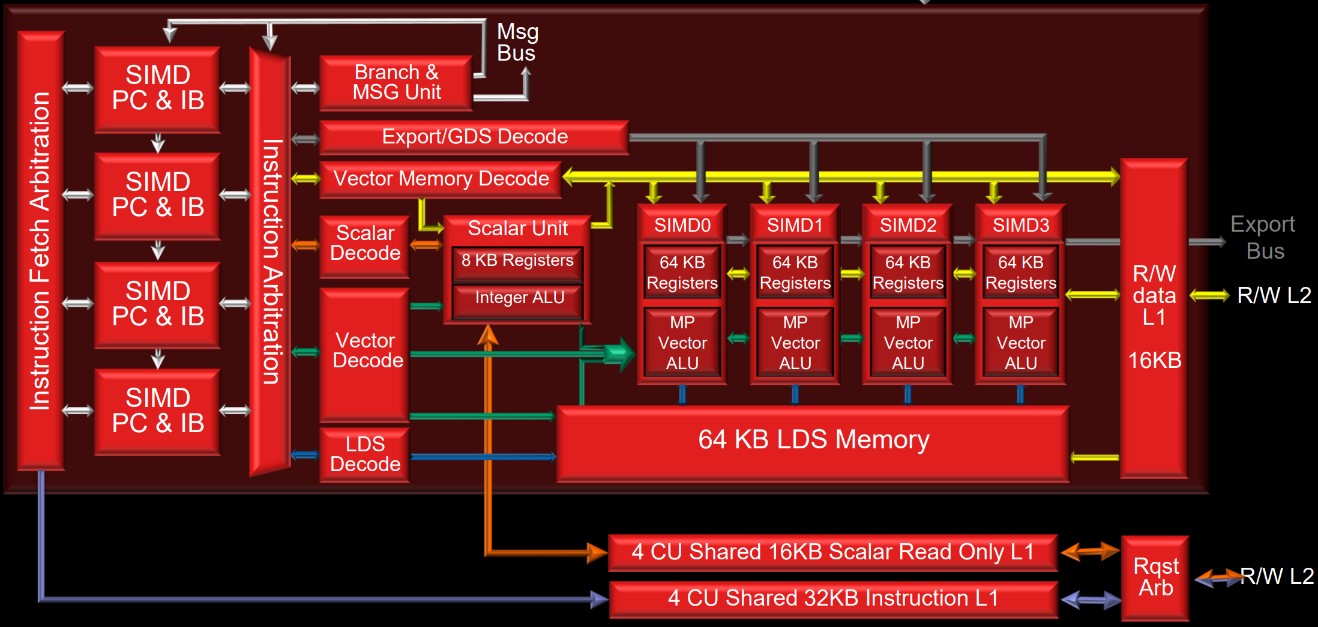 Instruction Fetch Arbitration
SIMD
PC & IB
SIMD
PC & IB
SIMD
PC & IB
SIMD
PC & IB
Instruction Arbitration
Msg
Bus
Branch &
MSG Unit
Export/GDS Decode
Vector Memory Decode
Scalar
Decode
Scalar Unit
8 KB Registers
Integer ALU
Vector
Decode
LDS
Decode
SIMD0
64 KB
Registers
MP
Vector
ALU
SIMD1
64 KB
Registers
MP
Vector
ALU
SIMD2
64 KB
Registers
MP
Vector
ALU
SIMD3
64 KB
Registers
MP
Vector
ALU
64 KB LDS Memory
R/W
data
L1
16KB
Export
Bus
R/W L2
4 CU Shared 16KB Scalar Read Only L1
4 CU Shared 32KB Instruction L1
Rqst
Arb
R/W L2